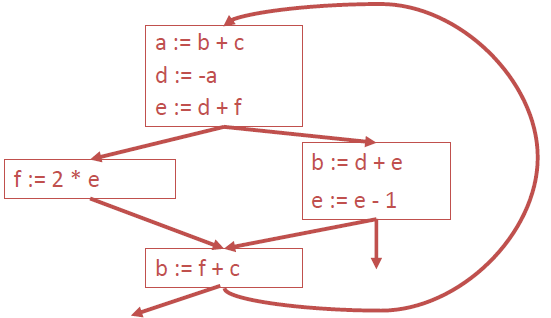 a := b + c
d := -a
e := d + f
f := 2 * e
b := d + e
e := e - 1
b := f + c